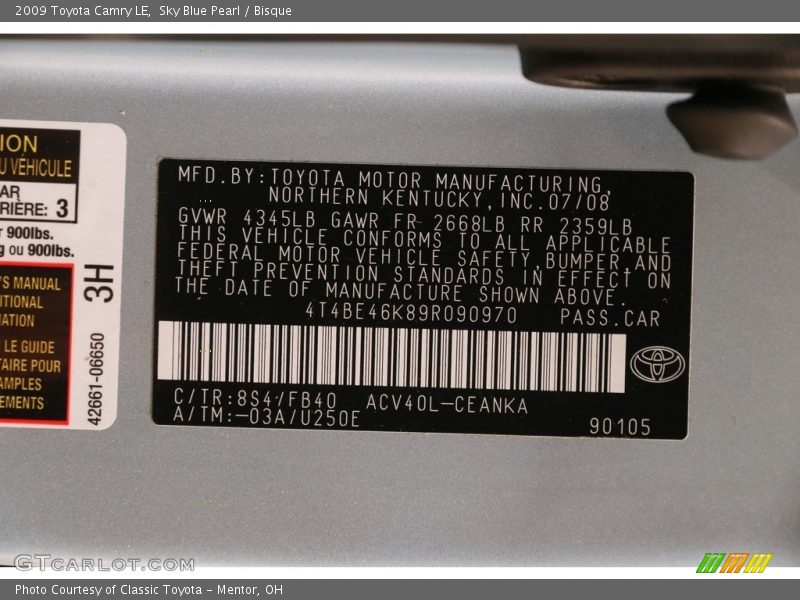 2009 Toyota Camry LE,  Sky Blue Pearl / Bisque
ION
U VÉHICULE
AR
RIÈRE: 3
r 900lbs.
g ou 900lbs.
'S MANUAL
ITIONAL
MATION
LE GUIDE
TAIRE POUR
AMPLES
EMENTS
3H
42661-06650
MFD.BY:TOYOTA MOTOR MANUFACTURING,
NORTHERN KENTUCKY,INC.07/08
GVWR 4345LB GAWR FR 2668LB RR 2359LB
THIS VEHICLE CONFORMS TO ALL APPLICABLE
FEDERAL MOTOR VEHICLE SAFETY,BUMPER,AND
THEFT PREVENTION STANDARDS IN EFFECT ON
THE DATE OF MANUFACTURE SHOWN ABOVE.
4T4BE46K89R090970 PASS.CAR
C/TR:8S4/FB40 ACV40L-CEANKA
A/TM:-03A/U250E
90105
GTCARLOT.COM
Photo Courtesy of Classic Toyota - Mentor, OH